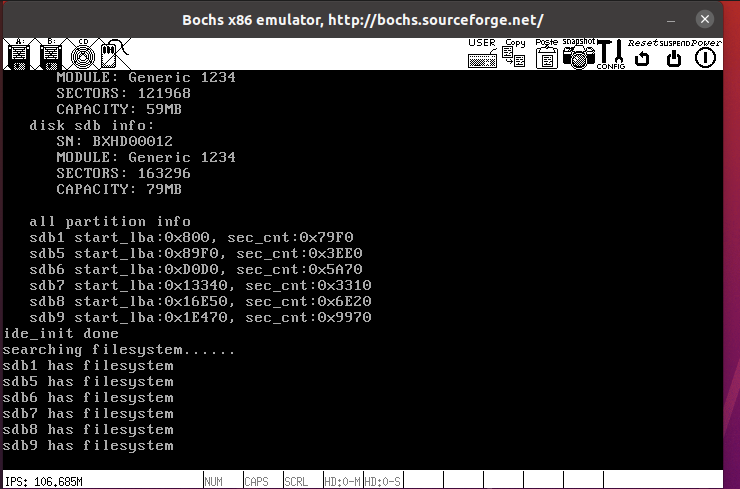 Bochs x86 emulator, http://bochs.sourceforge.net/
A: B: CD USER Copy Paste snapshot CONFIG Reset SUSPEND Power
MODULE: Generic 1234
SECTORS: 121968
CAPACITY: 59MB
disk sdb info:
SN: BXHD00012
MODULE: Generic 1234
SECTORS: 163296
CAPACITY: 79MB
all partition info
sdb1 start_lba:0x800, sec_cnt:0x79F0
sdb5 start_lba:0x89F0, sec_cnt:0x3EE0
sdb6 start_lba:0xD0D0, sec_cnt:0x5A70
sdb7 start_lba:0x13340, sec_cnt:0x3310
sdb8 start_lba:0x16E50, sec_cnt:0x6E20
sdb9 start_lba:0x1E470, sec_cnt:0x9970
ide_init done
searching filesystem......
sdb1 has filesystem
sdb5 has filesystem
sdb6 has filesystem
sdb7 has filesystem
sdb8 has filesystem
sdb9 has filesystem
IPS: 106.685M NUM CAPS SCRL HD:0-M HD:0-S